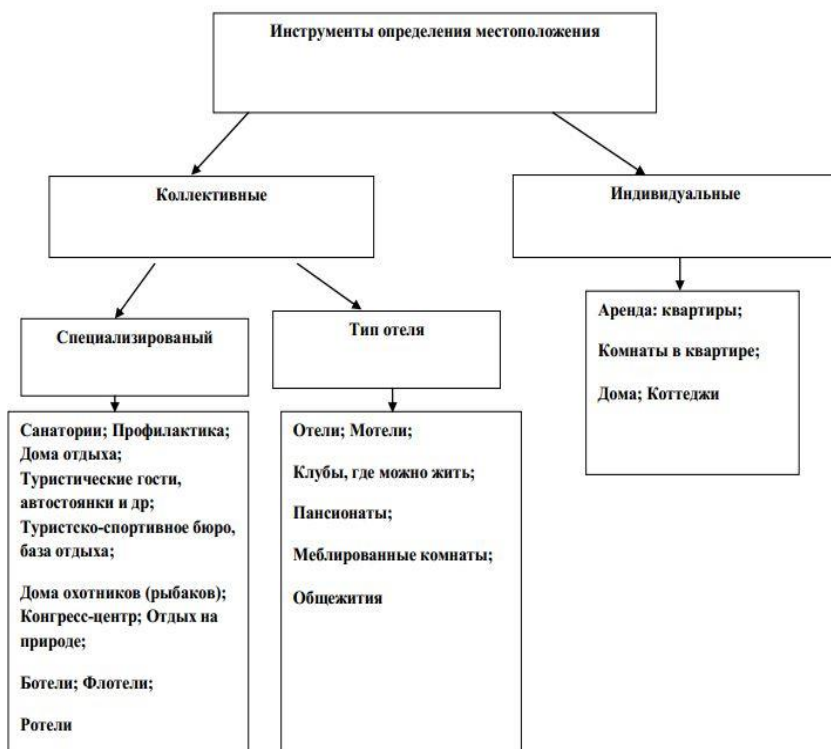 Инструменты определения местоположения
Коллективные
Индивидуальные
Специализированый
Тип отеля
Аренда: квартиры;
Комнаты в квартире;
Дома; Коттеджи
Санатории; Профилактика;
Дома отдыха;
Туристические гости,
автостоянки и др;
Туристско-спортивное бюро,
база отдыха;
Дома охотников (рыбаков);
Конгресс-центр; Отдых на
природе;
Ботели; Флотели;
Ротели
Отели; Мотели;
Клубы, где можно жить;
Пансионаты;
Меблированные комнаты;
Общежития